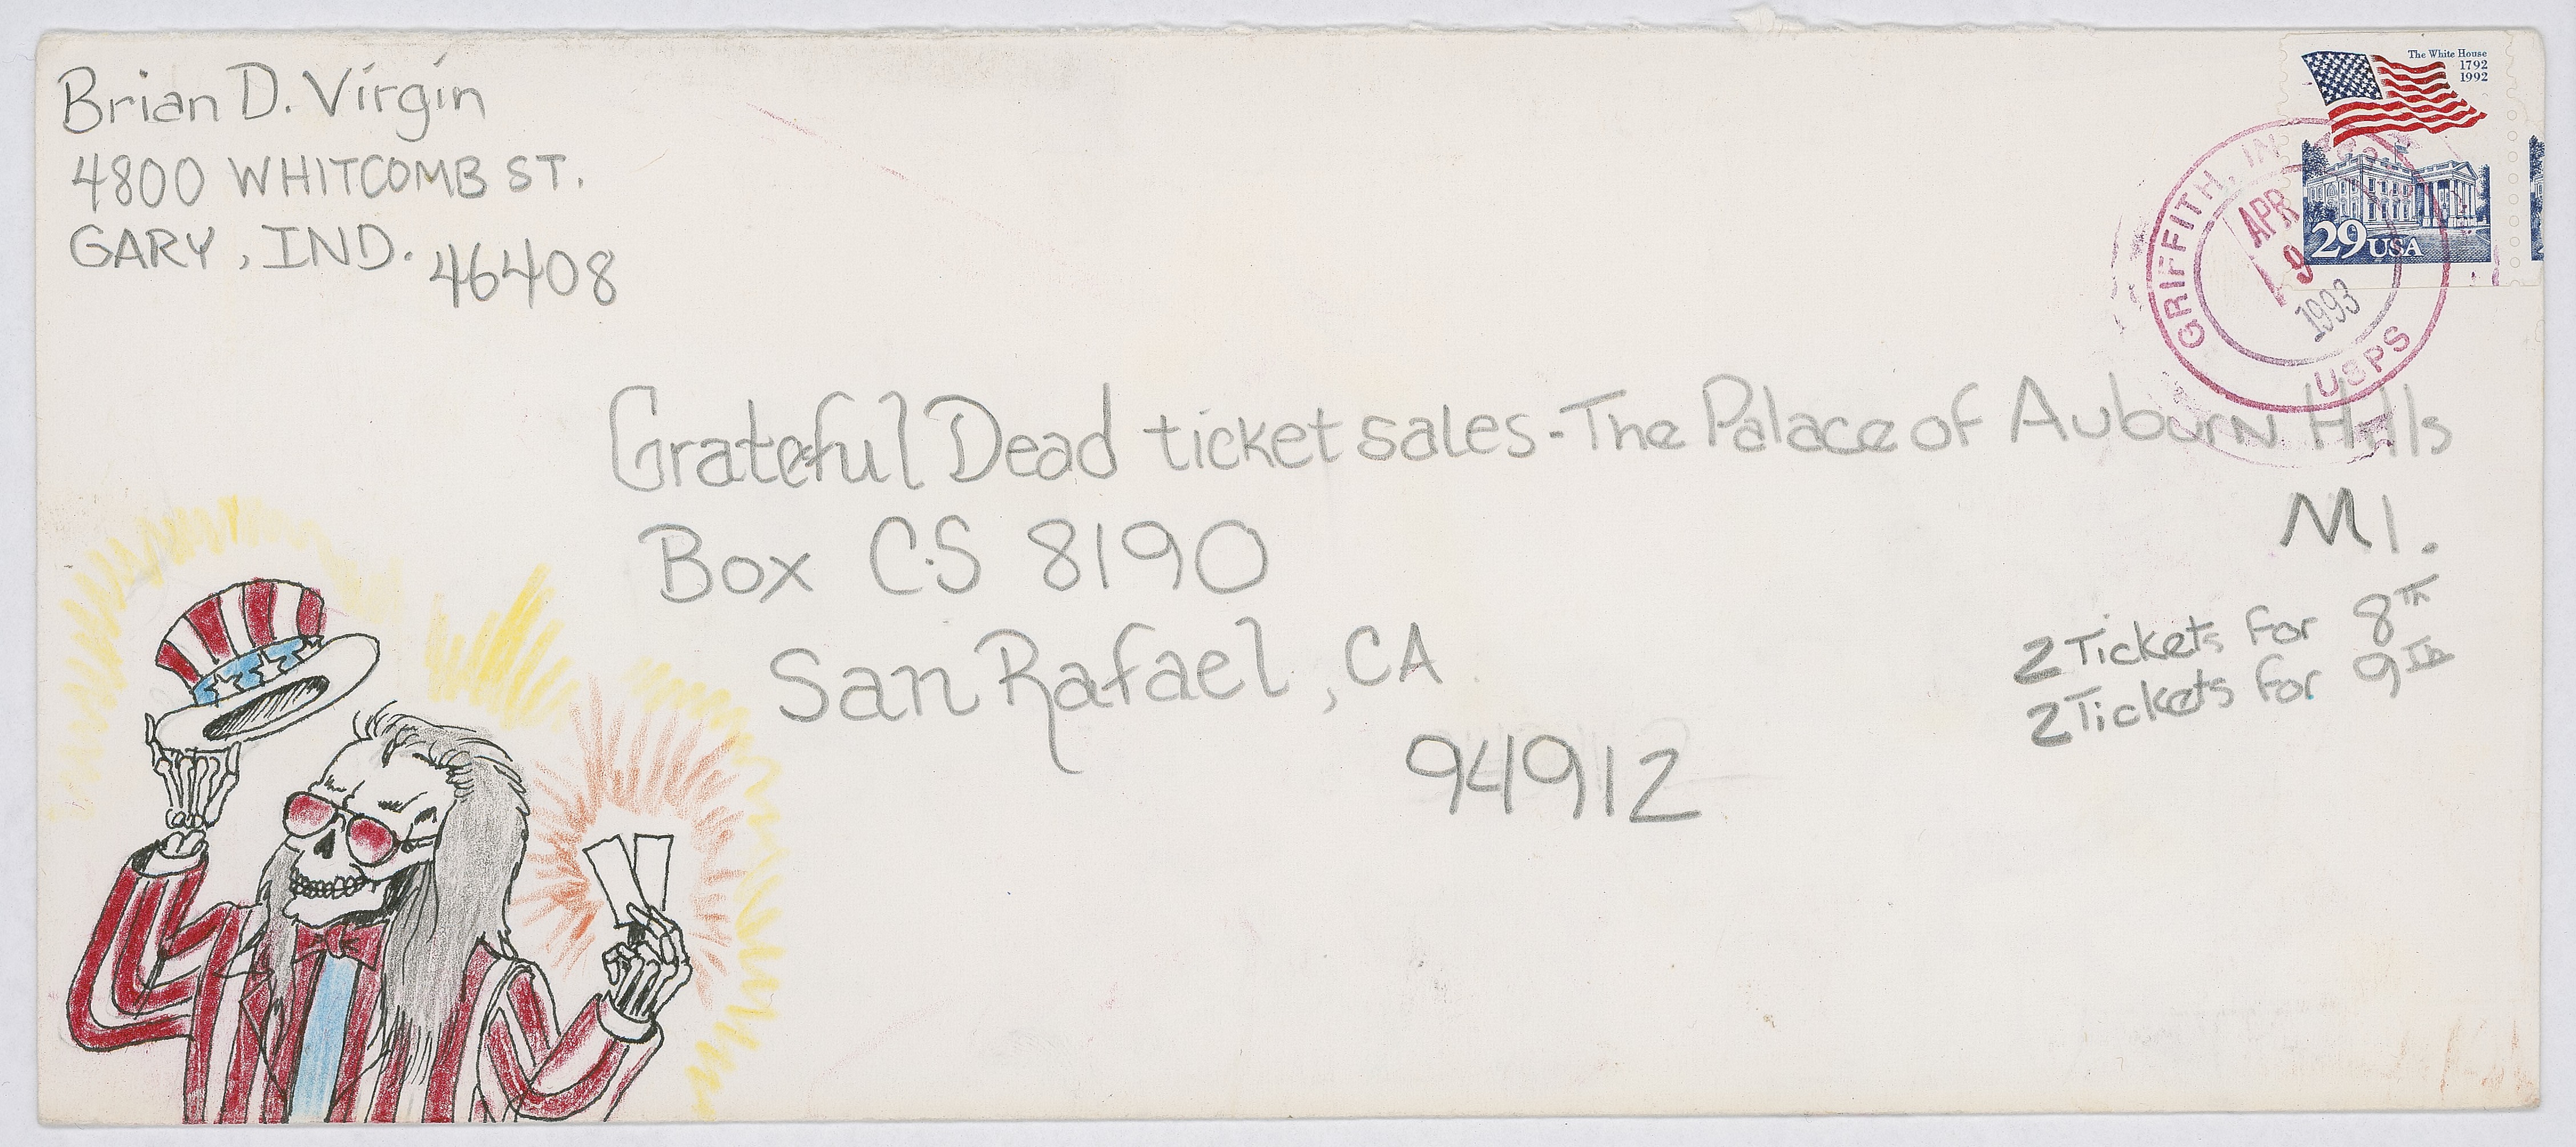 Brian D. Virgin
4800 WHITCOMB ST.
GARY, IND. 46408
The White House
1792
1992
29 USA
GRIFFITH, IN
APR
9
1993
USPS
Grateful Dead ticket sales - The Palace of Auburn Hills
MI.
Box C.S 8190
San Rafael, CA
94912
2 Tickets for 8TH
2 Tickets for 9TH